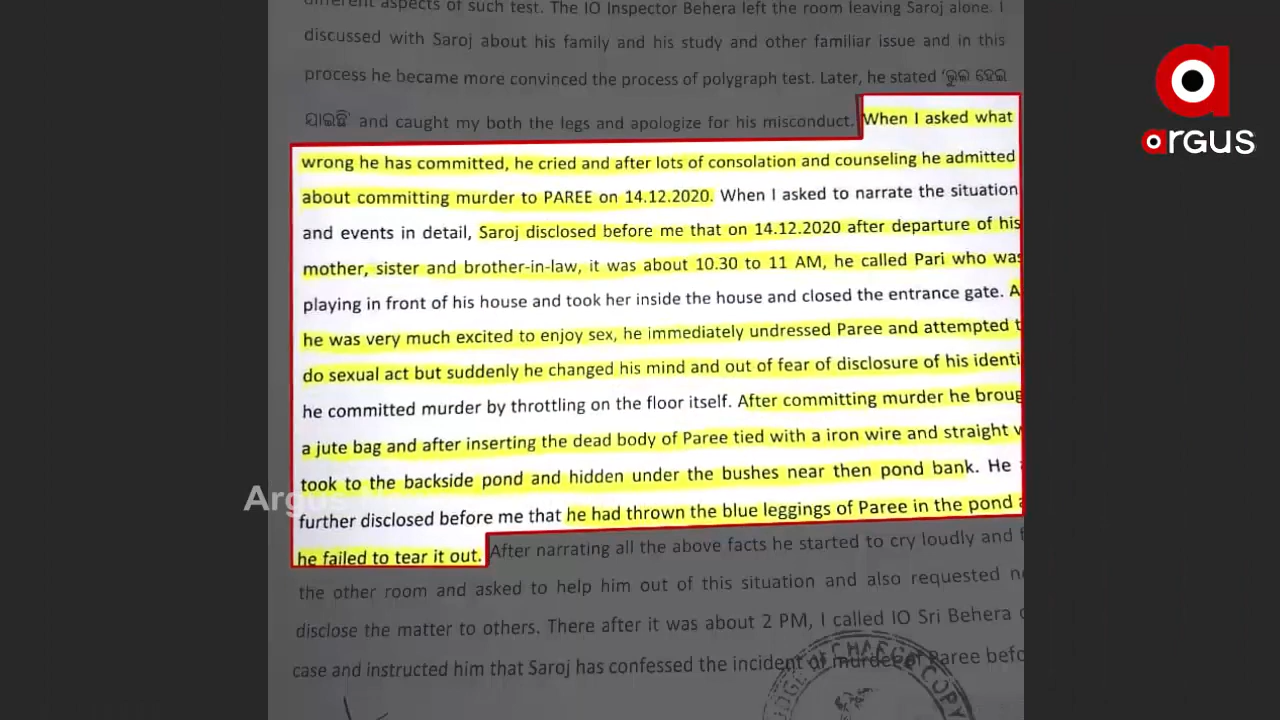 different aspects of such test. The IO Inspector Behera left the room leaving Saroj alone. I
discussed with Saroj about his family and his study and other familiar issue and in this
process he became more convinced the process of polygraph test. Later, he stated 'ଭୁଲ ହେଇ
ଯାଇଛି' and caught my both the legs and apologize for his misconduct. When I asked what
wrong he has committed, he cried and after lots of consolation and counseling he admitted
about committing murder to PAREE on 14.12.2020. When I asked to narrate the situation
and events in detail, Saroj disclosed before me that on 14.12.2020 after departure of his
mother, sister and brother-in-law, it was about 10.30 to 11 AM, he called Pari who was
playing in front of his house and took her inside the house and closed the entrance gate. A
he was very much excited to enjoy sex, he immediately undressed Paree and attempted t
do sexual act but suddenly he changed his mind and out of fear of disclosure of his identi
he committed murder by throttling on the floor itself. After committing murder he broug
a jute bag and after inserting the dead body of Paree tied with a iron wire and straight
took to the backside pond and hidden under the bushes near then pond bank. He
further disclosed before me that he had thrown the blue leggings of Paree in the pond a
he failed to tear it out. After narrating all the above facts he started to cry loudly and
the other room and asked to help him out of this situation and also requested
disclose the matter to others. There after it was about 2 PM, I called IO Sri Behera
case and instructed him that Saroj has confessed the incident of murder of Paree befo
CHARGE COPY
argus
Argus